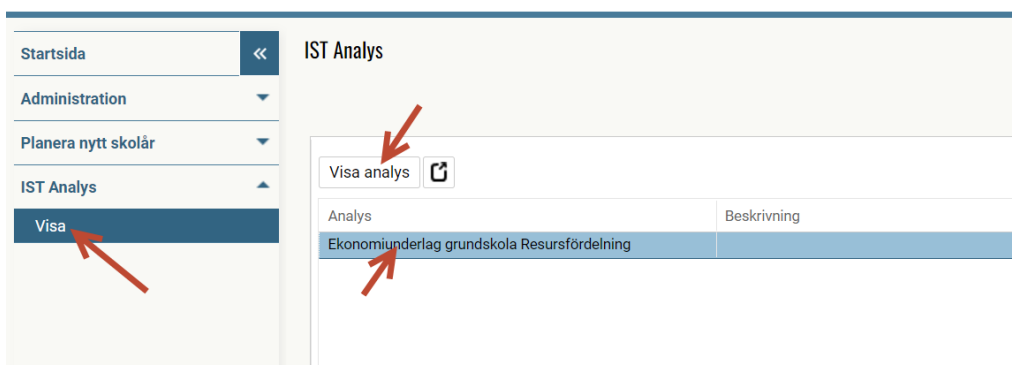 Startsida
Administration
Planera nytt skolår
IST Analys
Visa
IST Analys
Visa analys
Analys Beskrivning
Ekonomiunderlag grundskola Resursfördelning